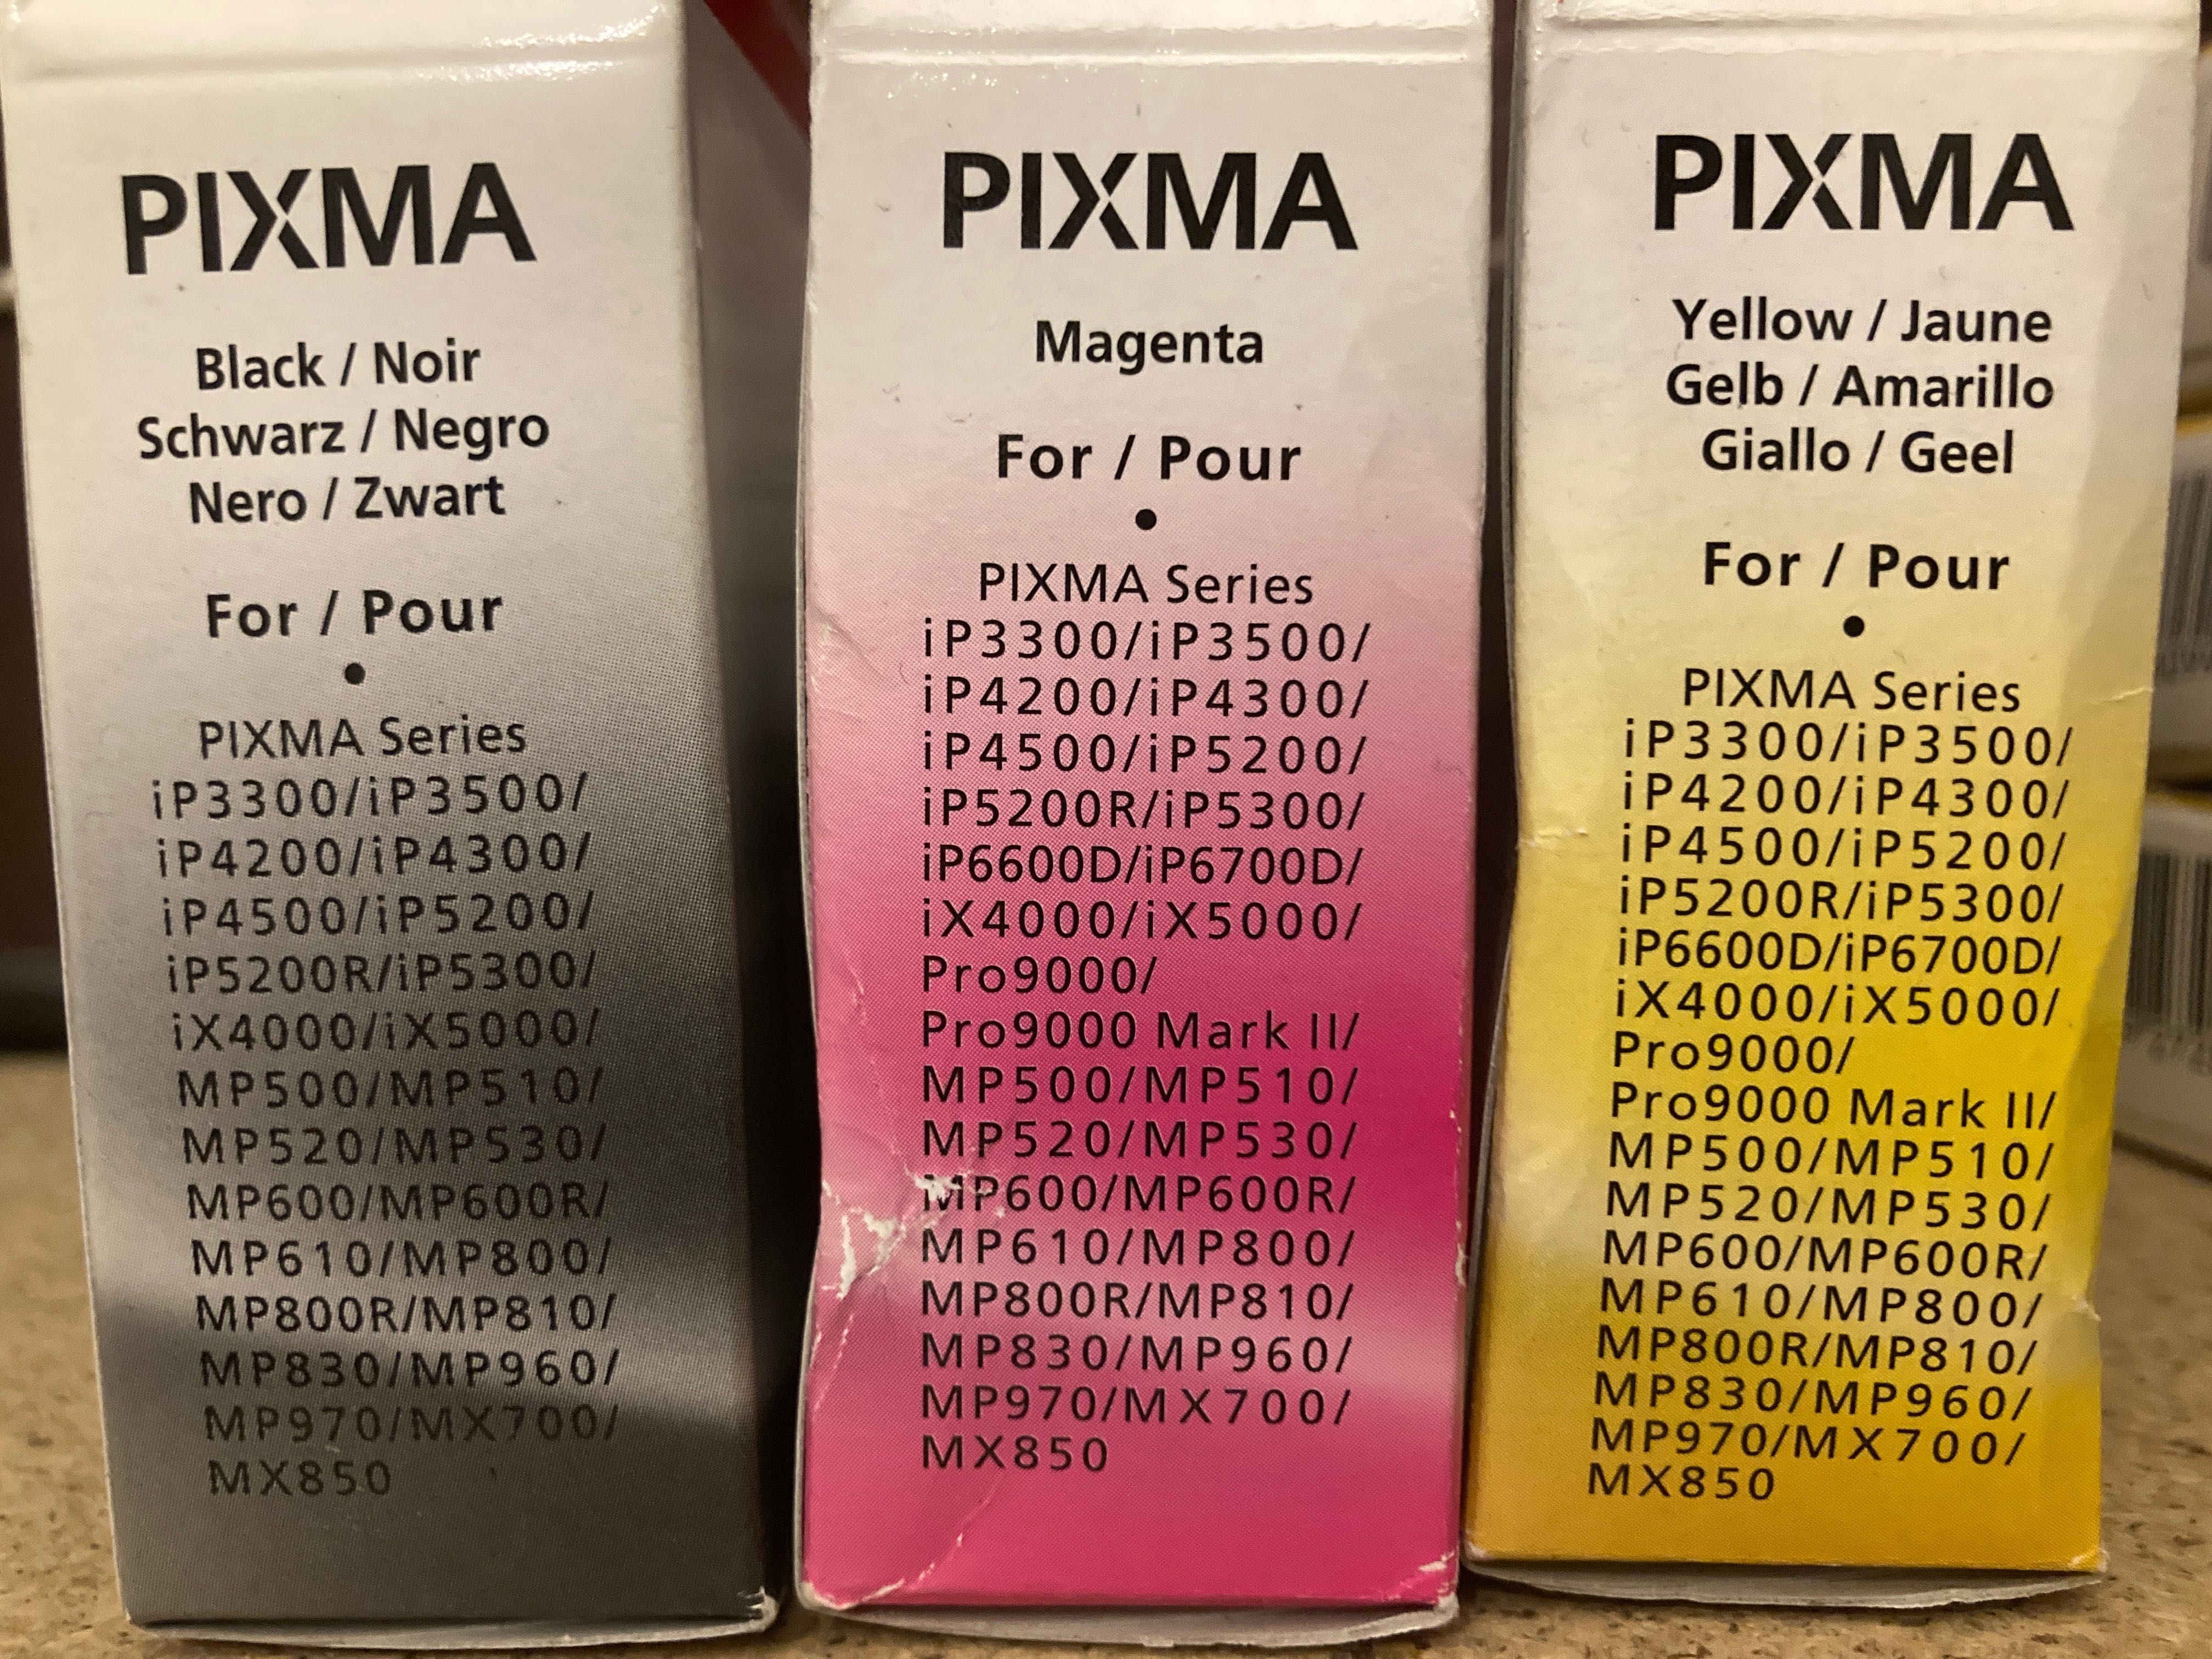 PIXMA
Black / Noir
Schwarz / Negro
Nero / Zwart
For / Pour
•
PIXMA Series
iP3300/iP3500/
iP4200/iP4300/
iP4500/iP5200/
iP5200R/iP5300/
iX4000/iX5000/
MP500/MP510/
MP520/MP530/
MP600/MP600R/
MP610/MP800/
MP800R/MP810/
MP830/MP960/
MP970/MX700/
MX850
PIXMA
Magenta
For / Pour
•
PIXMA Series
iP3300/iP3500/
iP4200/iP4300/
iP4500/iP5200/
iP5200R/iP5300/
iP6600D/iP6700D/
iX4000/iX5000/
Pro9000/
Pro9000 Mark II/
MP500/MP510/
MP520/MP530/
MP600/MP600R/
MP610/MP800/
MP800R/MP810/
MP830/MP960/
MP970/MX700/
MX850
PIXMA
Yellow / Jaune
Gelb / Amarillo
Giallo / Geel
For / Pour
•
PIXMA Series
iP3300/iP3500/
iP4200/iP4300/
iP4500/iP5200/
iP5200R/iP5300/
iP6600D/iP6700D/
iX4000/iX5000/
Pro9000/
Pro9000 Mark II/
MP500/MP510/
MP520/MP530/
MP600/MP600R/
MP610/MP800/
MP800R/MP810/
MP830/MP960/
MP970/MX700/
MX850